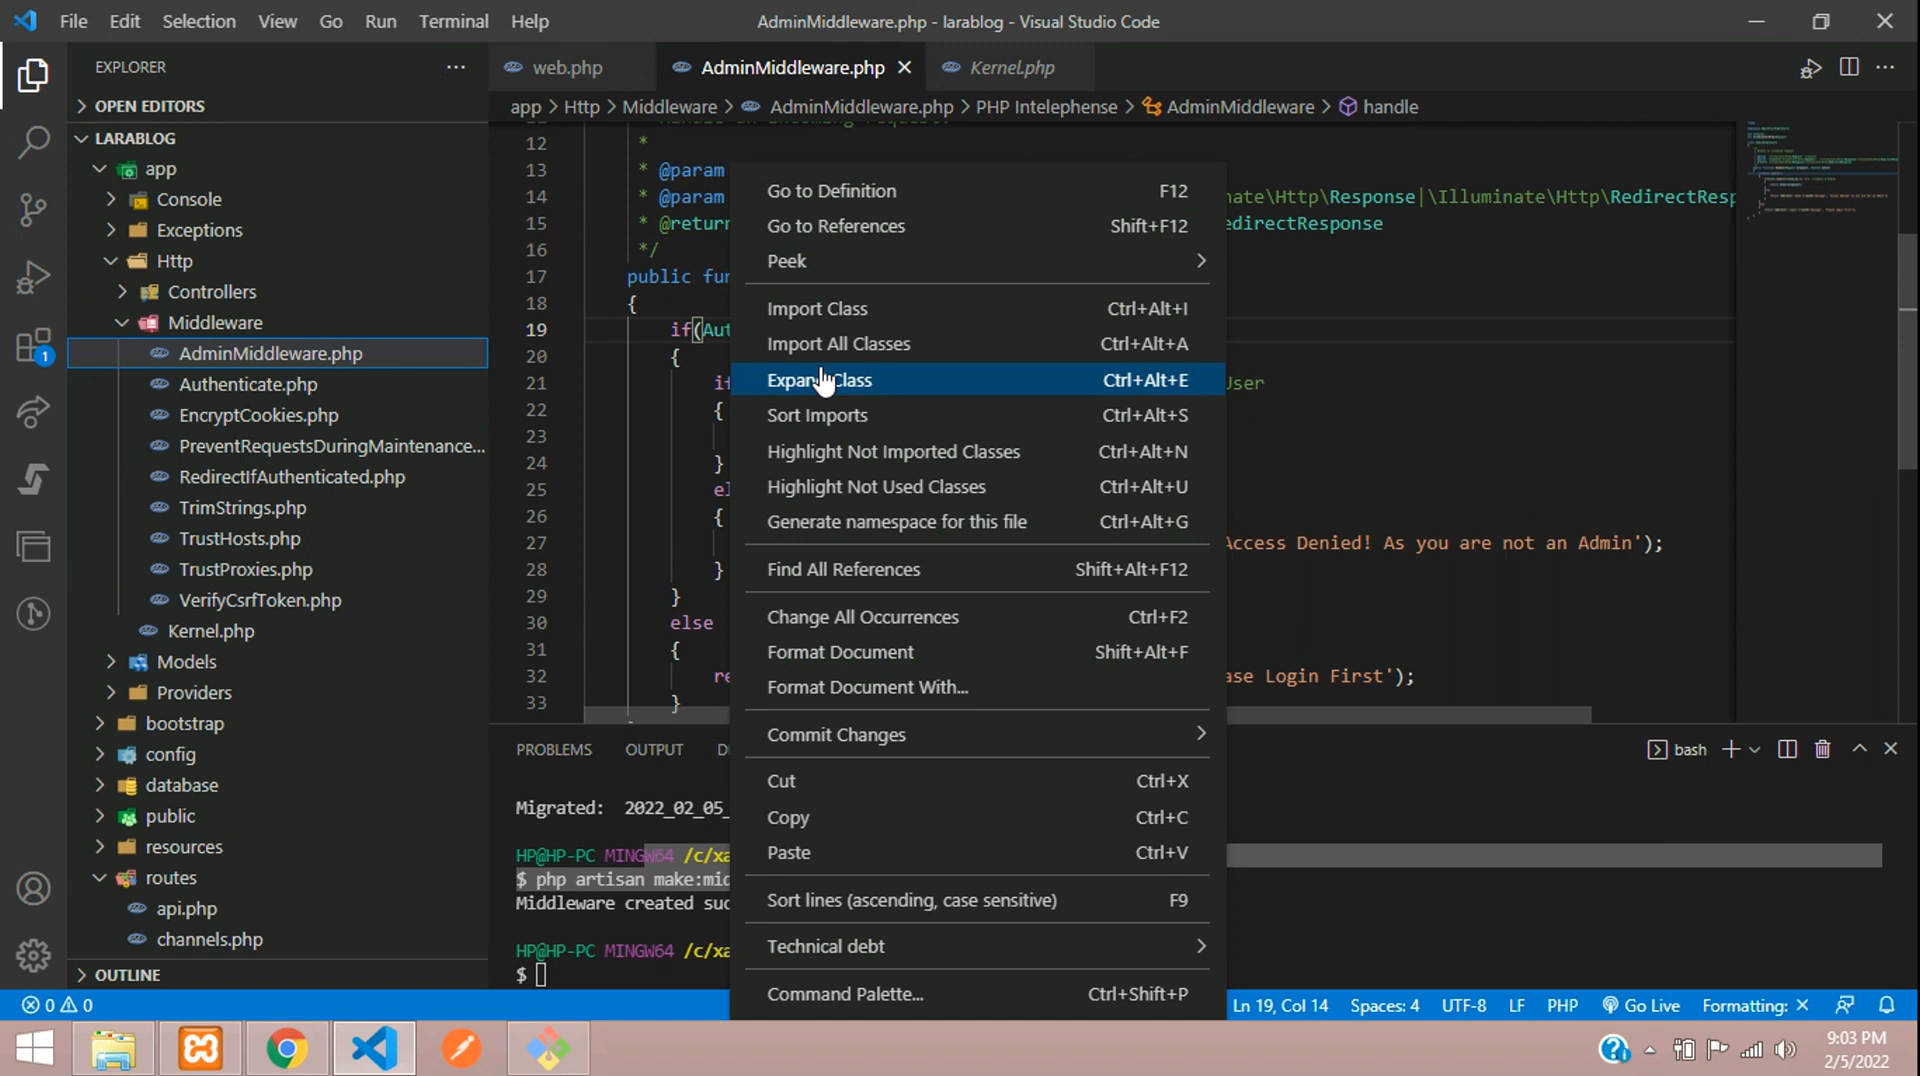 File Edit Selection View Go Run Terminal Help
AdminMiddleware.php - larablog - Visual Studio Code
EXPLORER
web.php
AdminMiddleware.php
Kernel.php
OPEN EDITORS
app > Http > Middleware > AdminMiddleware.php > PHP Intelephense > AdminMiddleware > handle
LARABLOG
app
Console
Exceptions
Http
Controllers
Middleware
AdminMiddleware.php
Authenticate.php
EncryptCookies.php
PreventRequestsDuringMaintenance...
RedirectIfAuthenticated.php
TrimStrings.php
TrustHosts.php
TrustProxies.php
VerifyCsrfToken.php
Kernel.php
Models
Providers
bootstrap
config
database
public
resources
routes
api.php
channels.php
OUTLINE
12 *
13 * @param
14 * @param nate\Http\Response|\Illuminate\Http\RedirectResp
15 * @return edirectResponse
16 */
17 public fun
18 {
19 if(Aut
20 {
21 if User
22 {
23
24 }
25 el
26 {
27 Access Denied! As you are not an Admin');
28 }
29 }
30 else
31 {
32 re ase Login First');
33 }
Go to Definition F12
Go to References Shift+F12
Peek
Import Class Ctrl+Alt+I
Import All Classes Ctrl+Alt+A
Expand Class Ctrl+Alt+E
Sort Imports Ctrl+Alt+S
Highlight Not Imported Classes Ctrl+Alt+N
Highlight Not Used Classes Ctrl+Alt+U
Generate namespace for this file Ctrl+Alt+G
Find All References Shift+Alt+F12
Change All Occurrences Ctrl+F2
Format Document Shift+Alt+F
Format Document With...
Commit Changes
Cut Ctrl+X
Copy Ctrl+C
Paste Ctrl+V
Sort lines (ascending, case sensitive) F9
Technical debt
Command Palette... Ctrl+Shift+P
PROBLEMS OUTPUT D
bash
Migrated: 2022_02_05_
HP@HP-PC MINGW64 /c/xa
$ php artisan make:mid
Middleware created suc
HP@HP-PC MINGW64 /c/xa
$
0 0
Ln 19, Col 14 Spaces: 4 UTF-8 LF PHP Go Live Formatting: ×
1
9:03 PM
2/5/2022